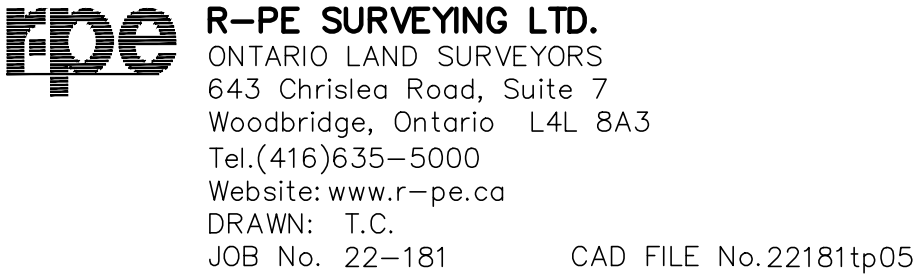 r-pe
R-PE SURVEYING LTD.
ONTARIO LAND SURVEYORS
643 Chrislea Road, Suite 7
Woodbridge, Ontario L4L 8A3
Tel.(416)635-5000
Website: www.r-pe.ca
DRAWN: T.C.
JOB No. 22-181 CAD FILE No.22181tp05